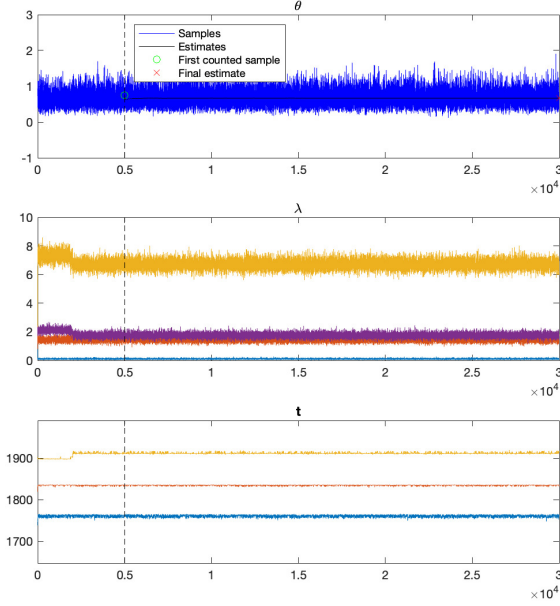 θ
3
2
1
0
-1
Samples
Estimates
First counted sample
Final estimate
0 0.5 1 1.5 2 2.5 3
×10⁴
λ
10
8
6
4
2
0
0 0.5 1 1.5 2 2.5 3
×10⁴
t
1900
1800
1700
0 0.5 1 1.5 2 2.5 3
×10⁴